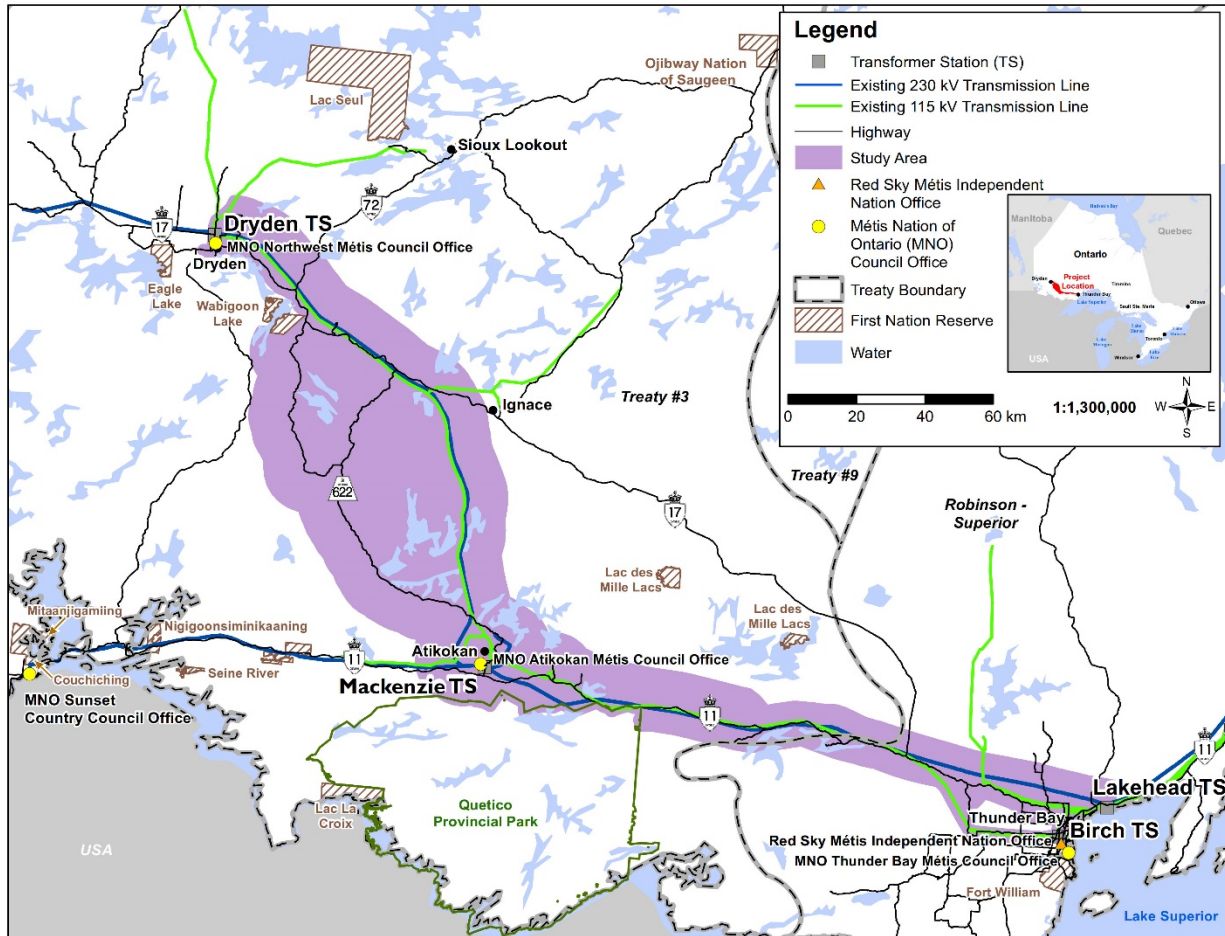 Legend
Transformer Station (TS)
Existing 230 kV Transmission Line
Existing 115 kV Transmission Line
Highway
Study Area
Red Sky Métis Independent
Nation Office
Métis Nation of
Ontario (MNO)
Council Office
Treaty Boundary
First Nation Reserve
Water
Manitoba
Ontario
Quebec
Dryden
Project
Location
Thunder Bay
Timmins
Lake Superior
Sault Ste. Marie
Ottawa
Toronto
Windsor
USA
0 20 40 60 km
1:1,300,000
N
W E
S
Ojibway Nation
of Saugeen
Lac Seul
Sioux Lookout
72
17
Dryden TS
MNO Northwest Métis Council Office
Dryden
Eagle
Lake
Wabigoon
Lake
Ignace
Treaty #3
622
17
Treaty #9
Robinson -
Superior
Lac des
Mille Lacs
Lac des
Mille Lacs
Mitaanjigamiing
Nigigoonsiminikaaning
Couchiching
Seine River
11
Atikokan
MNO Atikokan Métis Council Office
Mackenzie TS
MNO Sunset
Country Council Office
11
11
Lakehead TS
Thunder Bay
Birch TS
Red Sky Métis Independent Nation Office
MNO Thunder Bay Métis Council Office
Fort William
Lac La
Croix
Quetico
Provincial Park
USA
Lake Superior